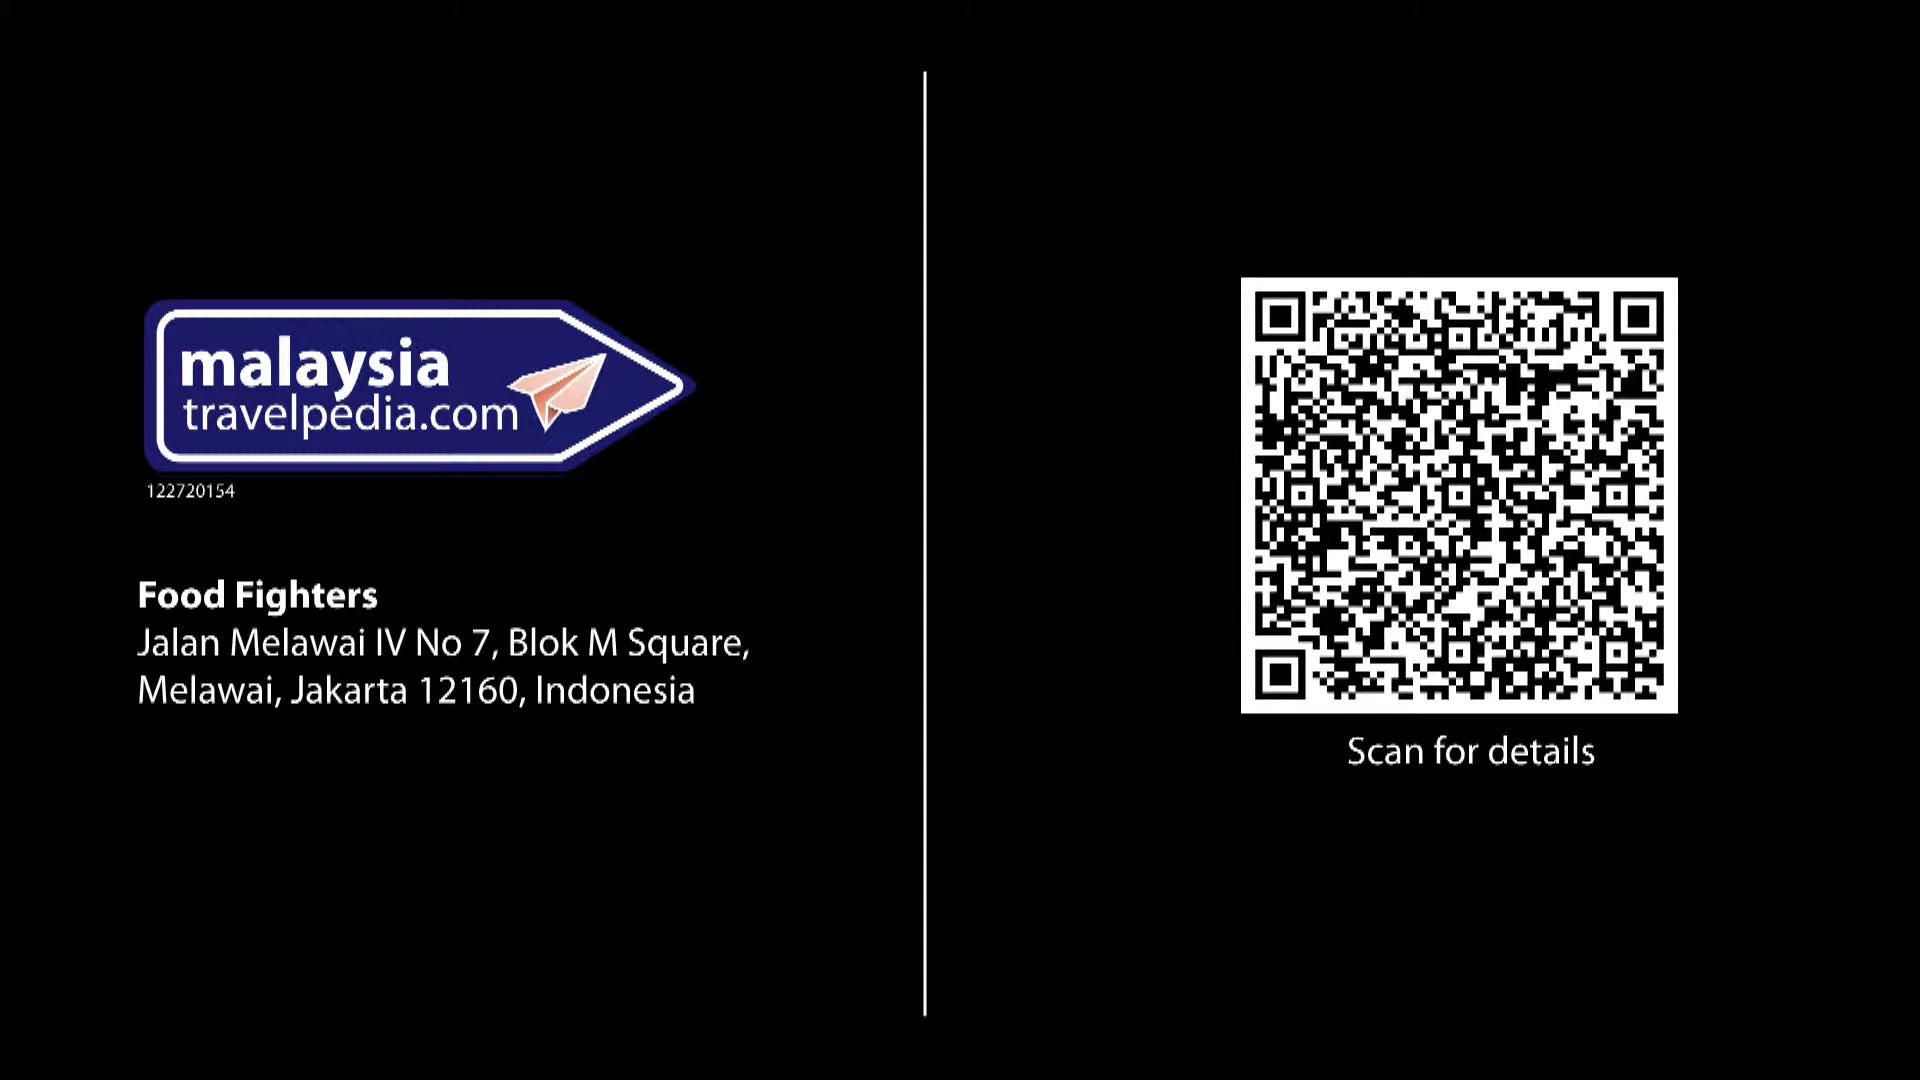 malaysia
travelpedia.com
122720154
Food Fighters
Jalan Melawai IV No 7, Blok M Square,
Melawai, Jakarta 12160, Indonesia
Scan for details